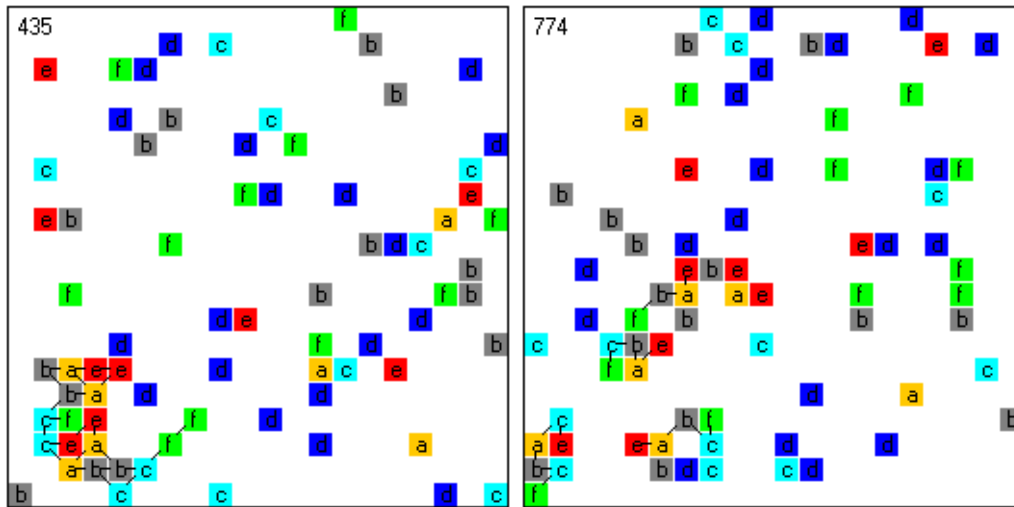 435
f
d c b
e f d d
b
d b c
b d f d
c c
f d d e
e b a f
f b d c
b
f b f b
d e d
d f d b
b a e e d a c e
b a d d
c f e f d
c e a f d a
a b b c
b c c d c
774
c d d
b c b d e d
d
f d f
a f
e d f d f
b c
b d
b d e d d
d e b e f
b a a e f f
d f b b b
c c b e c
f a c
d a
c b f b
a e e a c d d
b c b d c c d
f